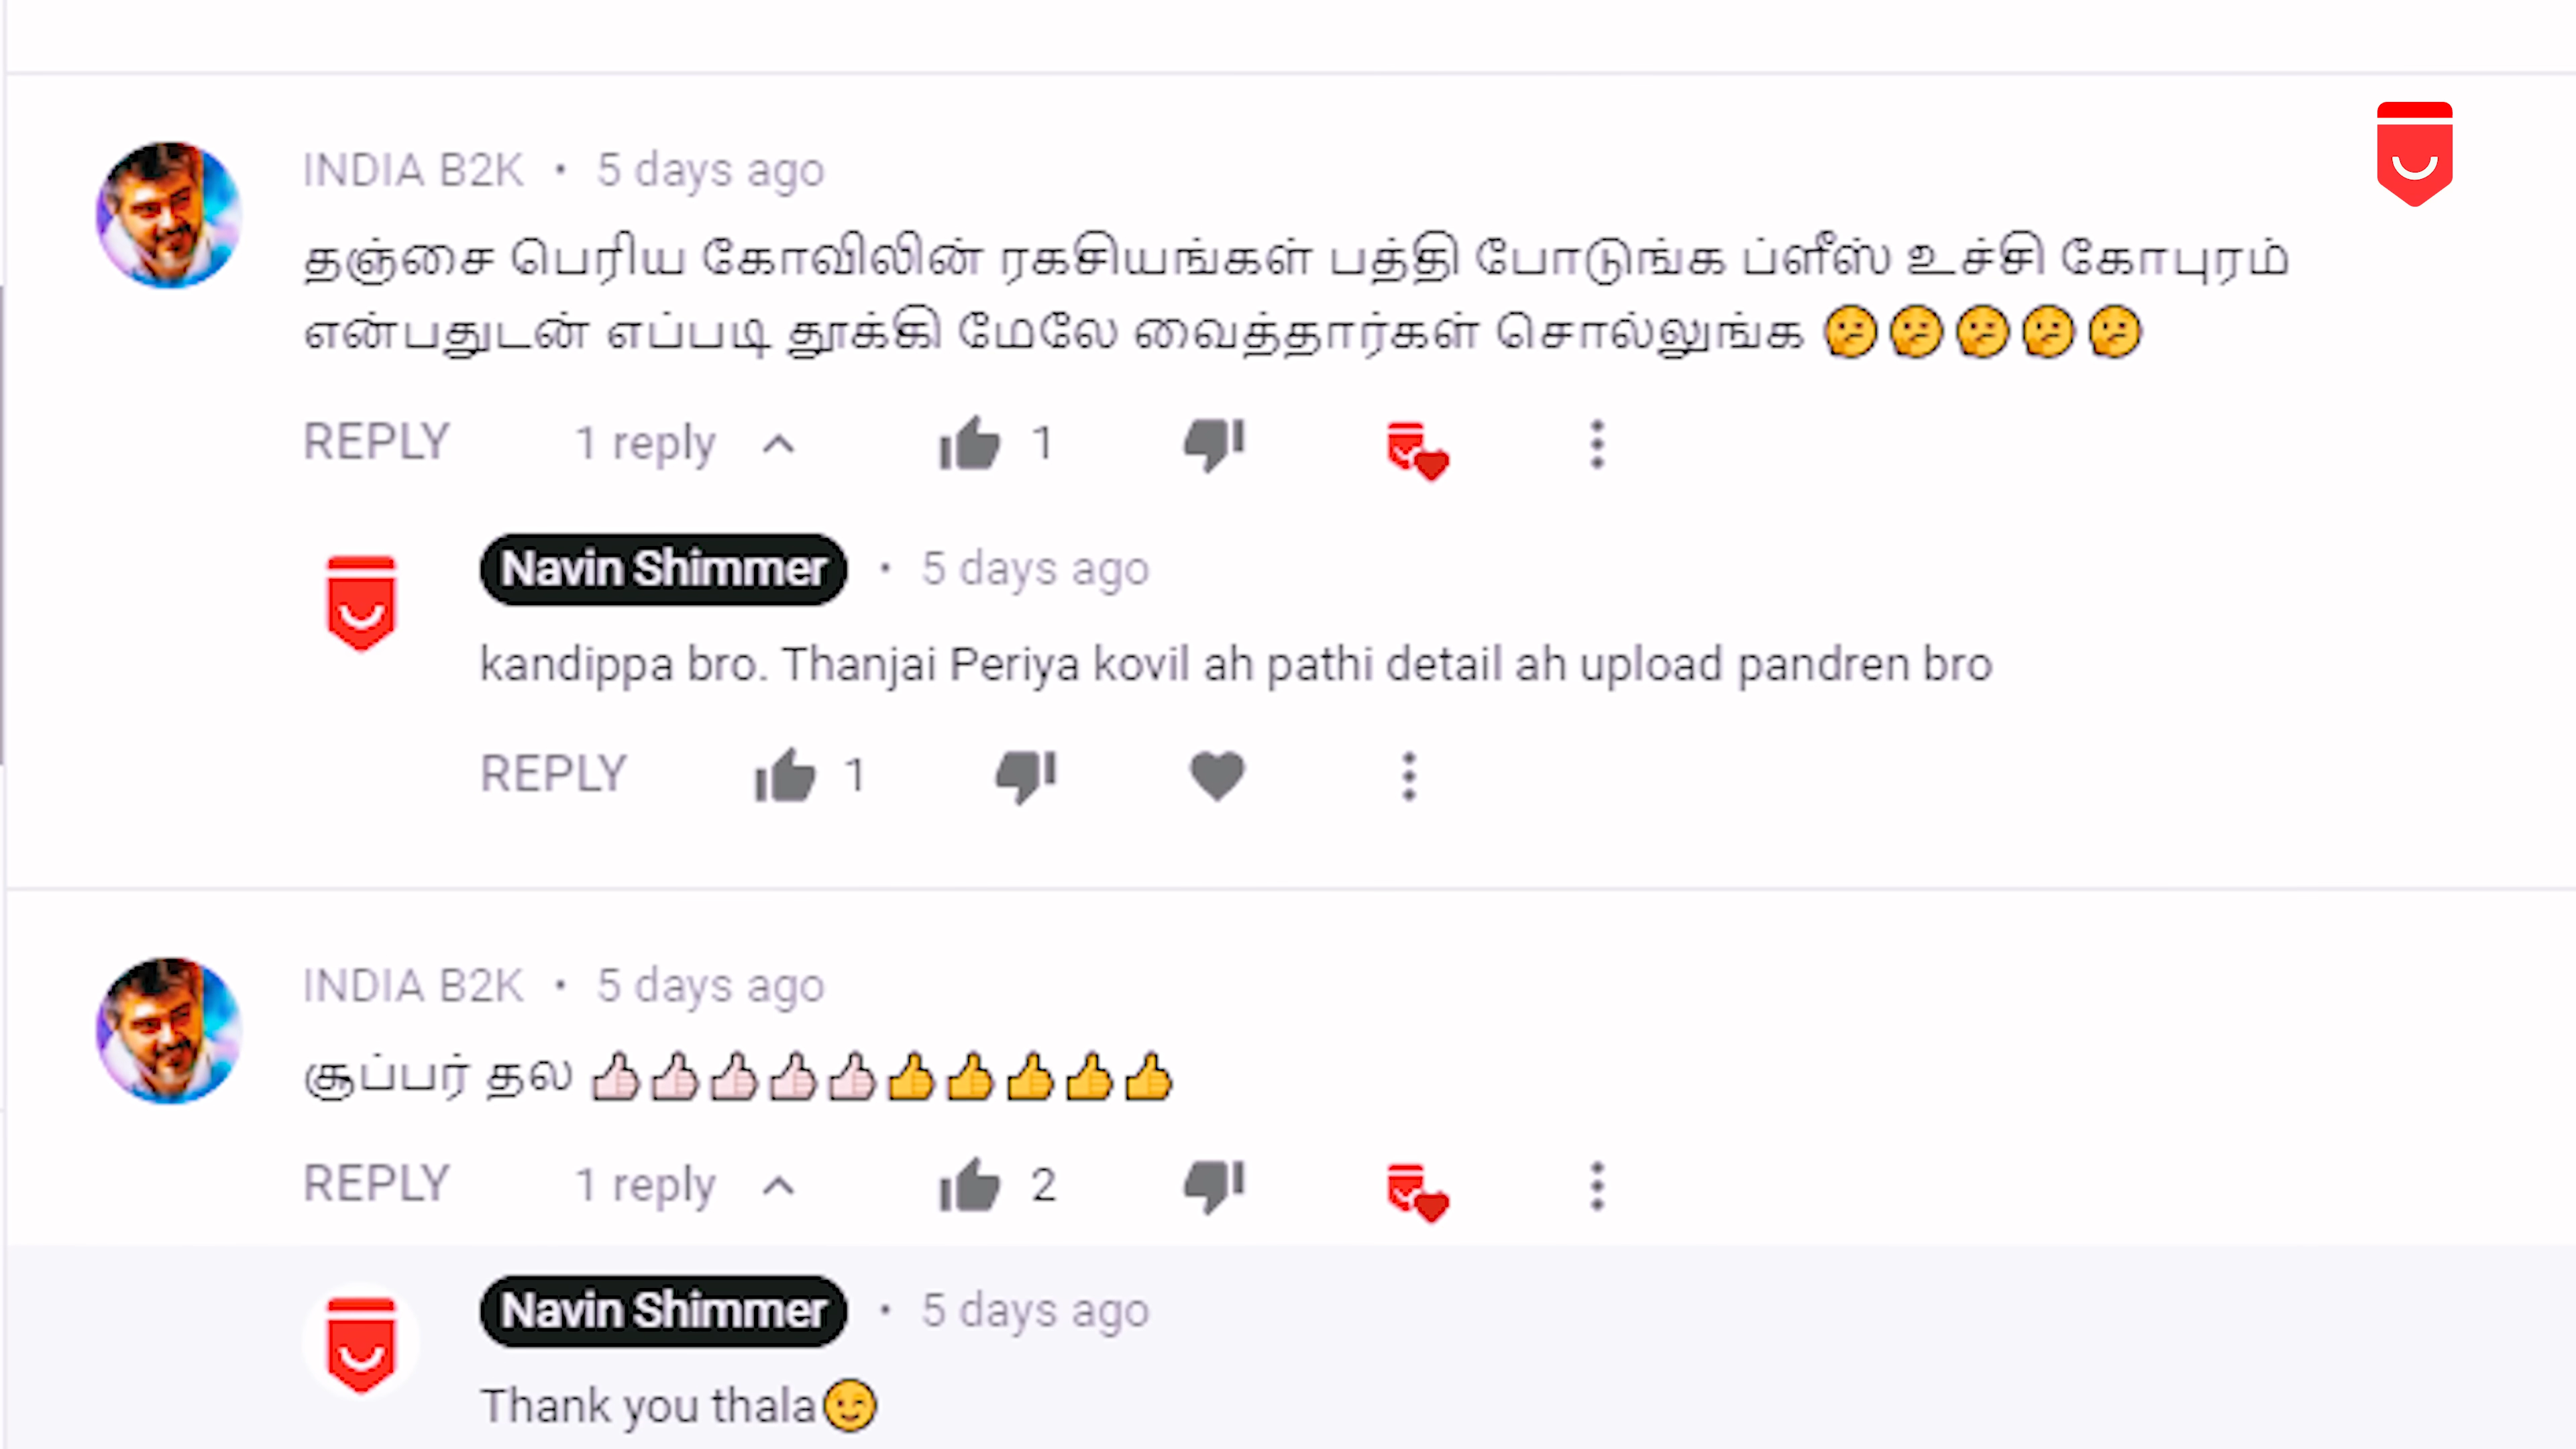 INDIA B2K • 5 days ago
தஞ்சை பெரிய கோவிலின் ரகசியங்கள் பத்தி போடுங்க ப்ளீஸ் உச்சி கோபுரம்
என்பதுடன் எப்படி தூக்கி மேலே வைத்தார்கள் சொல்லுங்க 🫤🫤🫤🫤🫤
REPLY 1 reply 1
Navin Shimmer • 5 days ago
kandippa bro. Thanjai Periya kovil ah pathi detail ah upload pandren bro
REPLY 1
INDIA B2K • 5 days ago
சூப்பர் தல 👍🏻👍🏻👍🏻👍🏻👍🏻👍👍👍👍👍
REPLY 1 reply 2
Navin Shimmer • 5 days ago
Thank you thala😉